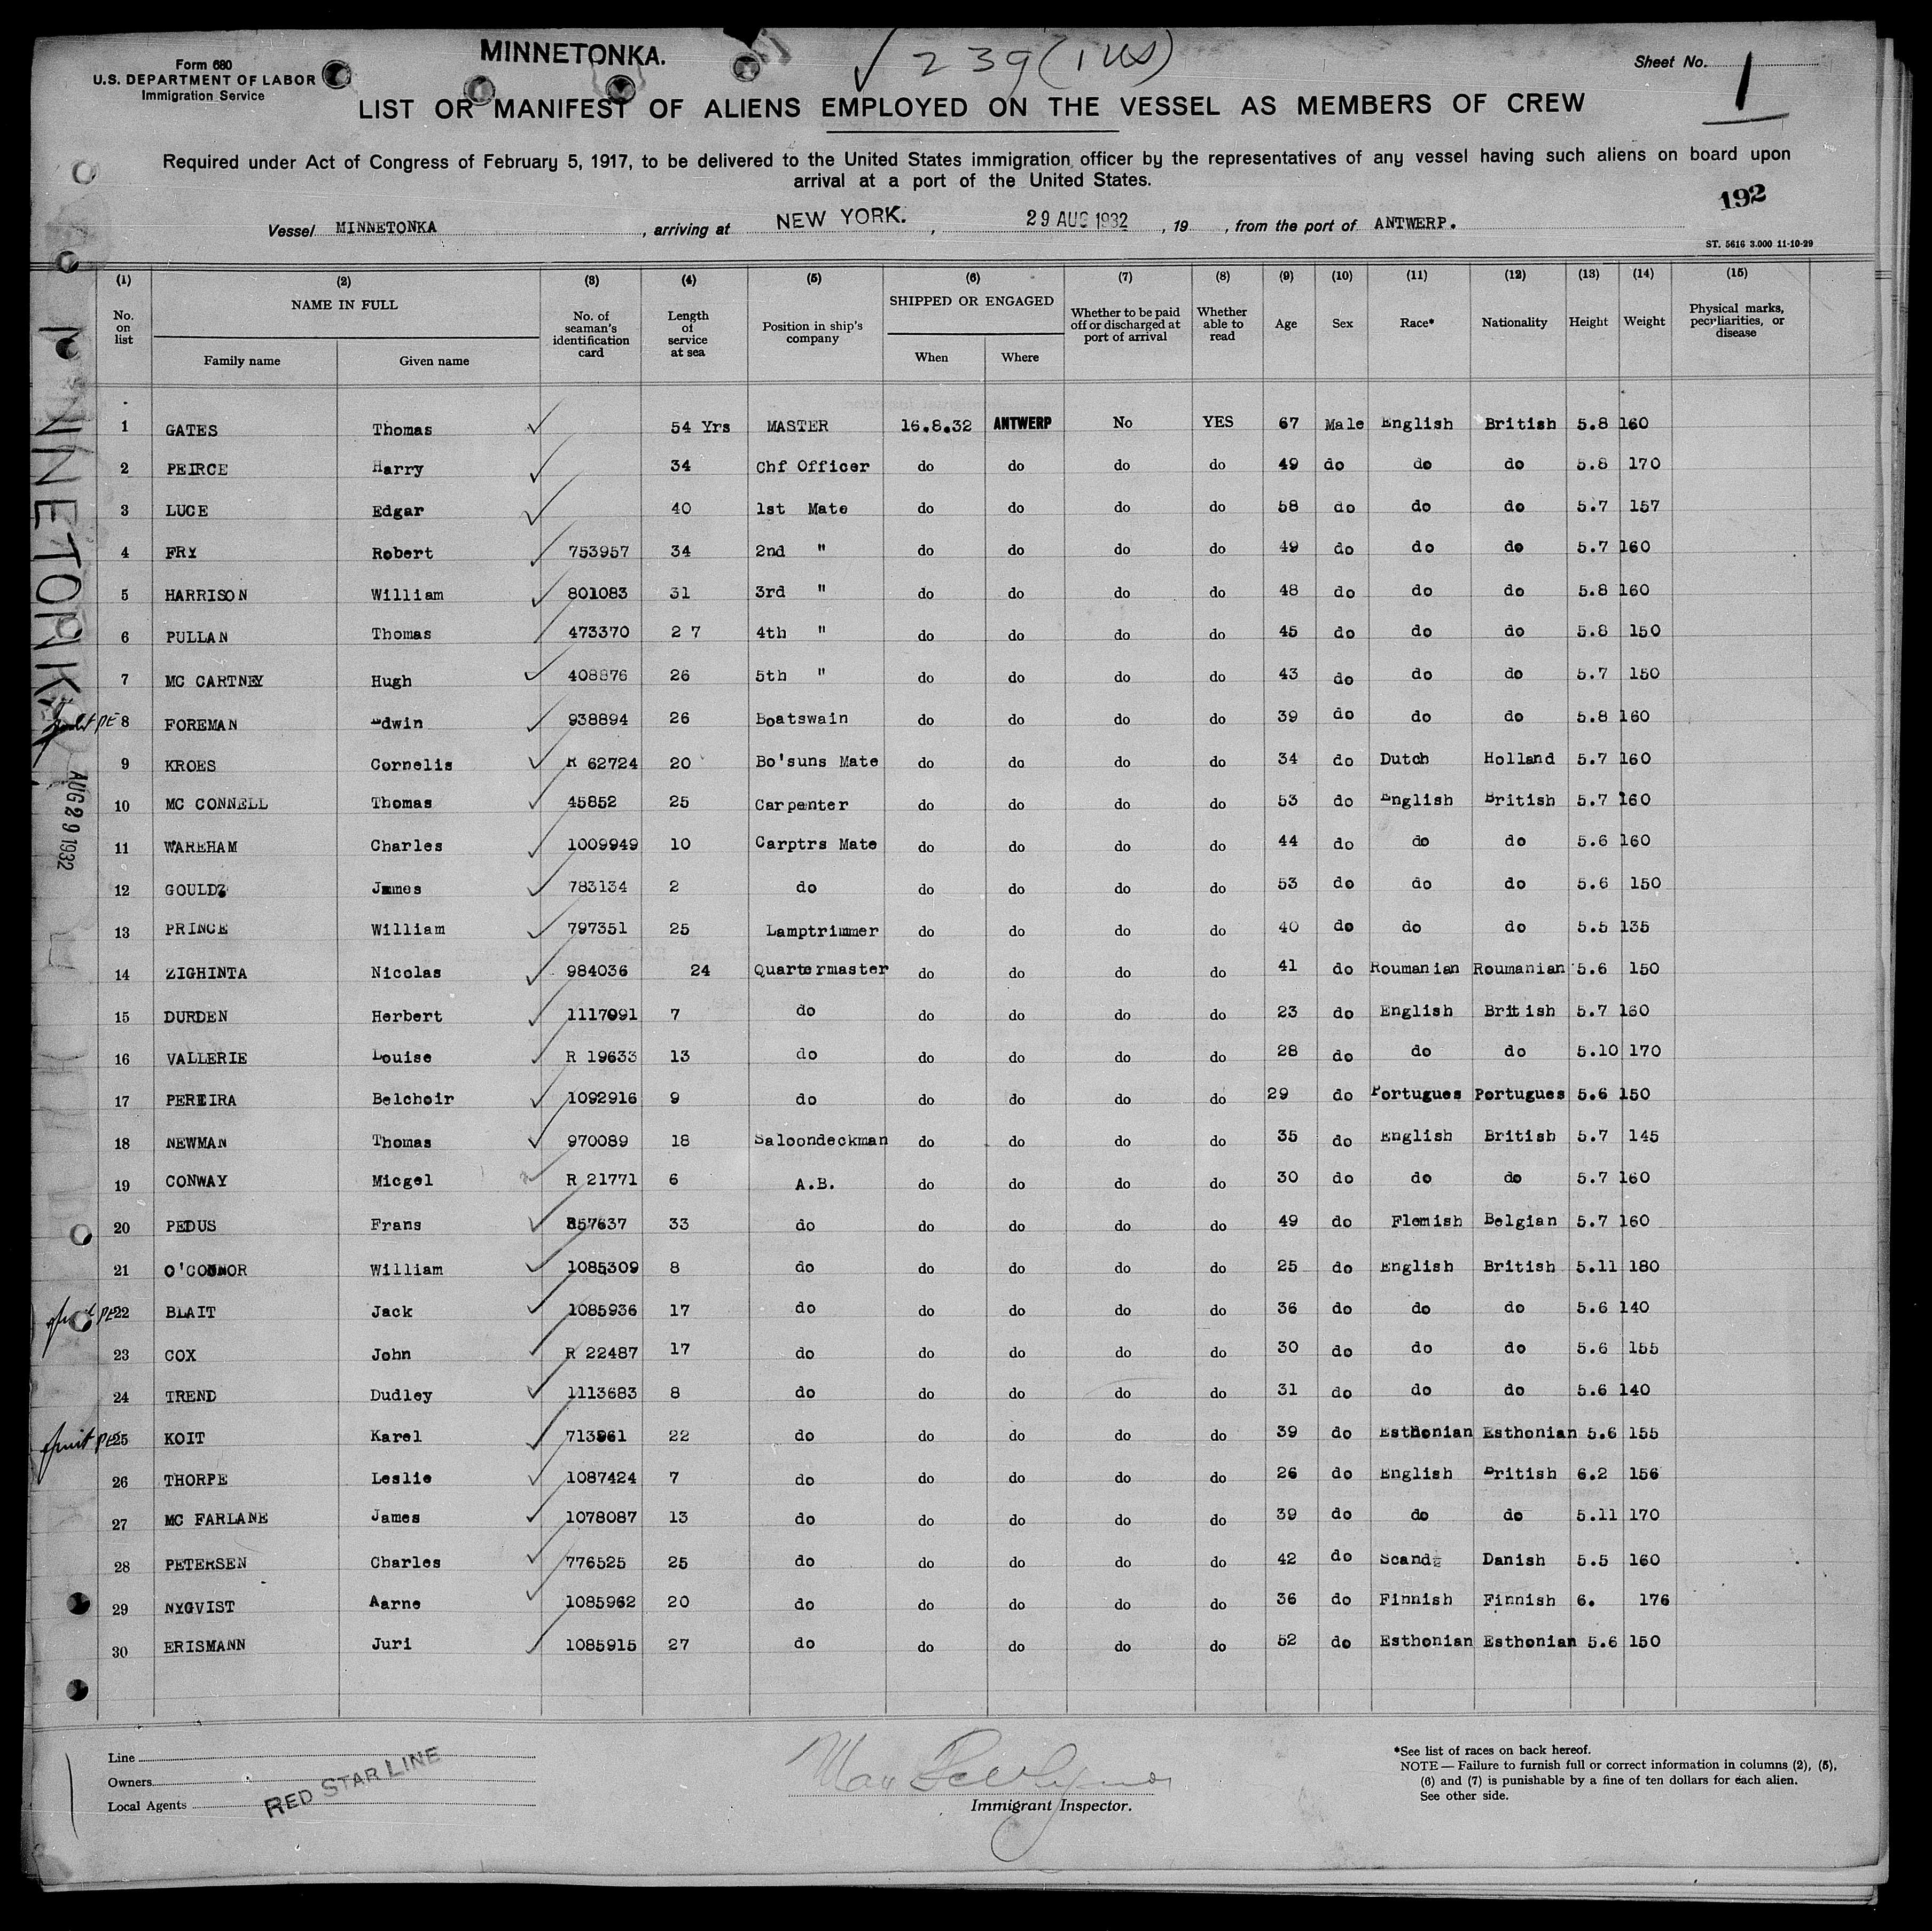 Form 680
U.S. DEPARTMENT OF LABOR
Immigration Service
MINNETONKA.
✓ 239 (1 US)
Sheet No. 1
LIST OR MANIFEST OF ALIENS EMPLOYED ON THE VESSEL AS MEMBERS OF CREW
Required under Act of Congress of February 5, 1917, to be delivered to the United States immigration officer by the representatives of any vessel having such aliens on board upon
arrival at a port of the United States.
192
Vessel MINNETONKA, arriving at NEW YORK., 29 AUG 1932, 19 , from the port of ANTWERP.
ST. 5616 3.000 11-10-29
(1) (2) (3) (4) (5) (6) (7) (8) (9) (10) (11) (12) (13) (14) (15)
No. on list | NAME IN FULL | Family name | Given name | No. of seaman's identification card | Length of service at sea | Position in ship's company | SHIPPED OR ENGAGED | When | Where | Whether to be paid off or discharged at port of arrival | Whether able to read | Age | Sex | Race* | Nationality | Height | Weight | Physical marks, peculiarities, or disease
1 GATES Thomas ✓ 54 Yrs MASTER 16.8.32 ANTWERP No YES 67 Male English British 5.8 160
2 PEIRCE Harry ✓ 34 Chf Officer do do do do 49 do do do 5.8 170
3 LUCE Edgar ✓ 40 1st Mate do do do do 58 do do do 5.7 157
4 FRY Robert ✓ 753957 34 2nd " do do do do 49 do do do 5.7 160
5 HARRISON William ✓ 801083 31 3rd " do do do do 48 do do do 5.8 160
6 PULLAN Thomas ✓ 473370 2 7 4th " do do do do 45 do do do 5.8 150
7 MC CARTNEY Hugh ✓ 408876 26 5th " do do do do 43 do do do 5.7 150
8 FOREMAN Edwin ✓ 938894 26 Boatswain do do do do 39 do do do 5.8 160
9 KROES Cornelis ✓ R 62724 20 Bo'suns Mate do do do do 34 do Dutch Holland 5.7 160
10 MC CONNELL Thomas ✓ 45852 25 Carpenter do do do do 53 do English British 5.7 160
11 WAREHAM Charles ✓ 1009949 10 Carptrs Mate do do do do 44 do do do 5.6 160
12 GOULD James ✓ 783134 2 do do do do do 53 do do do 5.6 150
13 PRINCE William ✓ 797351 25 Lamptrimmer do do do do 40 do do do 5.5 135
14 ZIGHINTA Nicolas ✓ 984036 24 Quartermaster do do do do 41 do Roumanian Roumanian 5.6 150
15 DURDEN Herbert ✓ 1117091 7 do do do do do 23 do English British 5.7 160
16 VALLERIE Louise ✓ R 19633 13 do do do do do 28 do do do 5.10 170
17 PEREIRA Belchoir ✓ 1092916 9 do do do do do 29 do Portugues Portugues 5.6 150
18 NEWMAN Thomas ✓ 970089 18 Saloondeckman do do do do 35 do English British 5.7 145
19 CONWAY Micgel R 21771 6 A.B. do do do do 30 do do do 5.7 160
20 PEDUS Frans ✓ 857637 33 do do do do do 49 do Flemish Belgian 5.7 160
21 O'CONNOR William ✓ 1085309 8 do do do do do 25 do English British 5.11 180
22 BLAIT Jack ✓ 1085936 17 do do do do do 36 do do do 5.6 140
23 COX John ✓ R 22487 17 do do do do do 30 do do do 5.6 155
24 TREND Dudley ✓ 1113683 8 do do do do do 31 do do do 5.6 140
25 KOIT Karel ✓ 713961 22 do do do do do 39 do Esthonian Esthonian 5.6 155
26 THORPE Leslie ✓ 1087424 7 do do do do do 26 do English British 6.2 156
27 MC FARLANE James ✓ 1078087 13 do do do do do 39 do do do 5.11 170
28 PETERSEN Charles ✓ 776525 25 do do do do do 42 do Scand Danish 5.5 160
29 NYGVIST Aarne ✓ 1085962 20 do do do do do 36 do Finnish Finnish 6. 176
30 ERISMANN Juri ✓ 1085915 27 do do do do do 52 do Esthonian Esthonian 5.6 150
MINNETONKA
AUG 29 1932
Line
Owners
Local Agents
RED STAR LINE
Immigrant Inspector.
*See list of races on back hereof.
NOTE — Failure to furnish full or correct information in columns (2), (5),
(6) and (7) is punishable by a fine of ten dollars for each alien.
See other side.